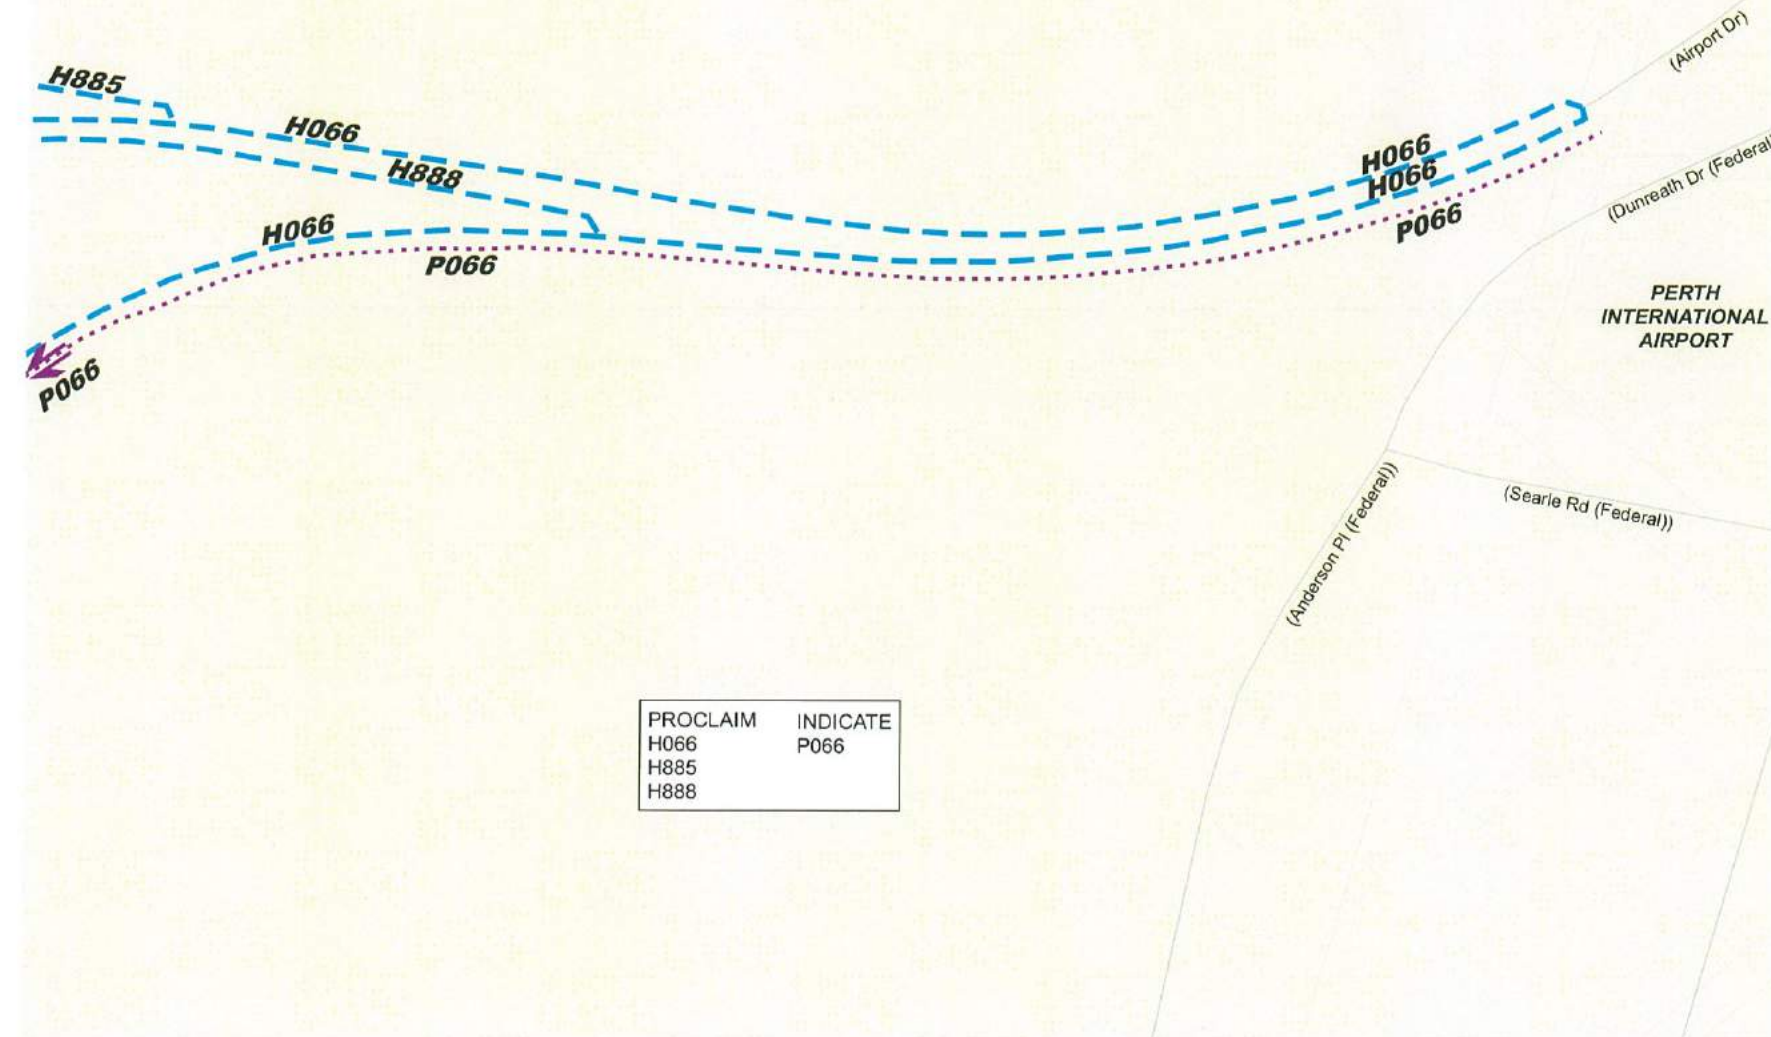 (Airport Dr)
H885
H066
H888
H066
H066
H066
P066
P066
P066
(Dunreath Dr (Federal
PERTH
INTERNATIONAL
AIRPORT
(Anderson Pl (Federal))
(Searle Rd (Federal))
PROCLAIM INDICATE
H066 P066
H885
H888